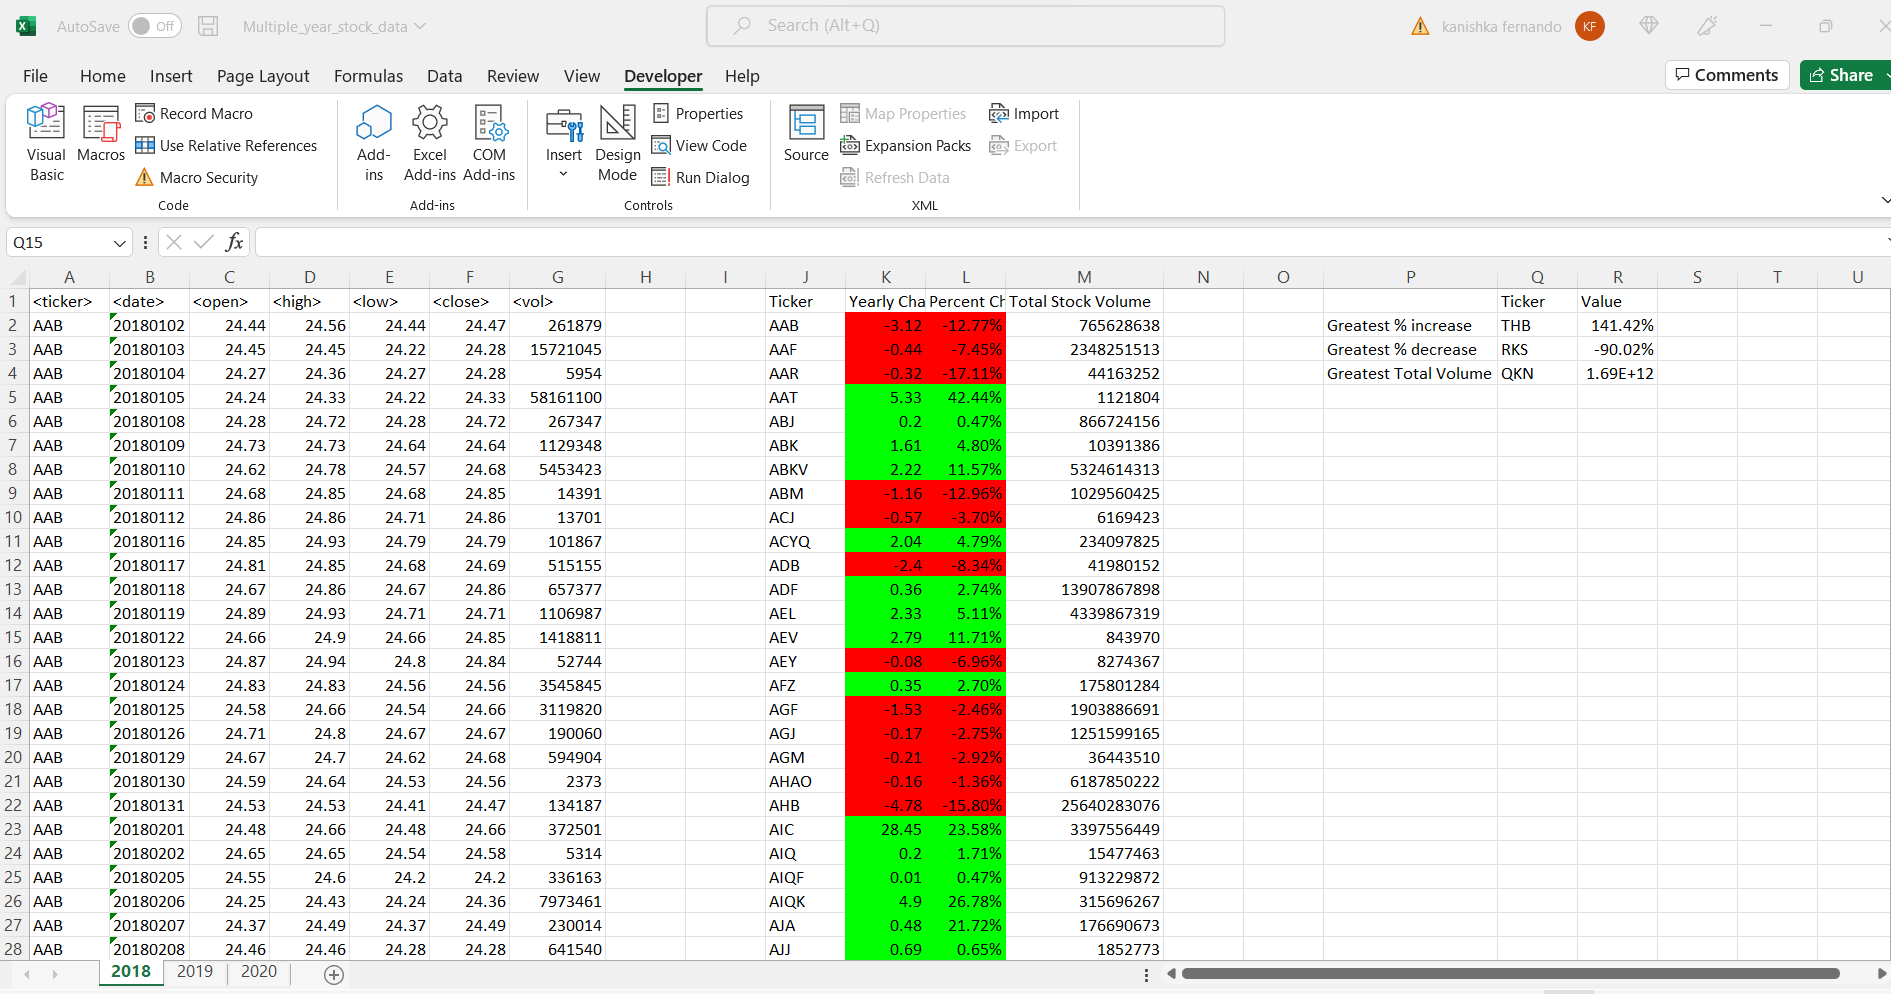 AutoSave Off Multiple_year_stock_data Search (Alt+Q) kanishka fernando KF
File Home Insert Page Layout Formulas Data Review View Developer Help Comments Share
Visual Basic Macros Record Macro Use Relative References Macro Security Code
Add-ins Excel Add-ins COM Add-ins Add-ins
Insert Design Mode Properties View Code Run Dialog Controls
Source Map Properties Expansion Packs Refresh Data Import Export XML
Q15 fx
A B C D E F G H I J K L M N O P Q R S T U
1 <ticker> <date> <open> <high> <low> <close> <vol> Ticker Yearly Cha Percent Ch Total Stock Volume Ticker Value
2 AAB 20180102 24.44 24.56 24.44 24.47 261879 AAB -3.12 -12.77% 765628638 Greatest % increase THB 141.42%
3 AAB 20180103 24.45 24.45 24.22 24.28 15721045 AAF -0.44 -7.45% 2348251513 Greatest % decrease RKS -90.02%
4 AAB 20180104 24.27 24.36 24.27 24.28 5954 AAR -0.32 -17.11% 44163252 Greatest Total Volume QKN 1.69E+12
5 AAB 20180105 24.24 24.33 24.22 24.33 58161100 AAT 5.33 42.44% 1121804
6 AAB 20180108 24.28 24.72 24.28 24.72 267347 ABJ 0.2 0.47% 866724156
7 AAB 20180109 24.73 24.73 24.64 24.64 1129348 ABK 1.61 4.80% 10391386
8 AAB 20180110 24.62 24.78 24.57 24.68 5453423 ABKV 2.22 11.57% 5324614313
9 AAB 20180111 24.68 24.85 24.68 24.85 14391 ABM -1.16 -12.96% 1029560425
10 AAB 20180112 24.86 24.86 24.71 24.86 13701 ACJ -0.57 -3.70% 6169423
11 AAB 20180116 24.85 24.93 24.79 24.79 101867 ACYQ 2.04 4.79% 234097825
12 AAB 20180117 24.81 24.85 24.68 24.69 515155 ADB -2.4 -8.34% 41980152
13 AAB 20180118 24.67 24.86 24.67 24.86 657377 ADF 0.36 2.74% 13907867898
14 AAB 20180119 24.89 24.93 24.71 24.71 1106987 AEL 2.33 5.11% 4339867319
15 AAB 20180122 24.66 24.9 24.66 24.85 1418811 AEV 2.79 11.71% 843970
16 AAB 20180123 24.87 24.94 24.8 24.84 52744 AEY -0.08 -6.96% 8274367
17 AAB 20180124 24.83 24.83 24.56 24.56 3545845 AFZ 0.35 2.70% 175801284
18 AAB 20180125 24.58 24.66 24.54 24.66 3119820 AGF -1.53 -2.46% 1903886691
19 AAB 20180126 24.71 24.8 24.67 24.67 190060 AGJ -0.17 -2.75% 1251599165
20 AAB 20180129 24.67 24.7 24.62 24.68 594904 AGM -0.21 -2.92% 36443510
21 AAB 20180130 24.59 24.64 24.53 24.56 2373 AHAO -0.16 -1.36% 6187850222
22 AAB 20180131 24.53 24.53 24.41 24.47 134187 AHB -4.78 -15.80% 25640283076
23 AAB 20180201 24.48 24.66 24.48 24.66 372501 AIC 28.45 23.58% 3397556449
24 AAB 20180202 24.65 24.65 24.54 24.58 5314 AIQ 0.2 1.71% 15477463
25 AAB 20180205 24.55 24.6 24.2 24.2 336163 AIQF 0.01 0.47% 913229872
26 AAB 20180206 24.25 24.43 24.24 24.36 7973461 AIQK 4.9 26.78% 315696267
27 AAB 20180207 24.37 24.49 24.37 24.49 230014 AJA 0.48 21.72% 176690673
28 AAB 20180208 24.46 24.46 24.28 24.28 641540 AJJ 0.69 0.65% 1852773
2018 2019 2020